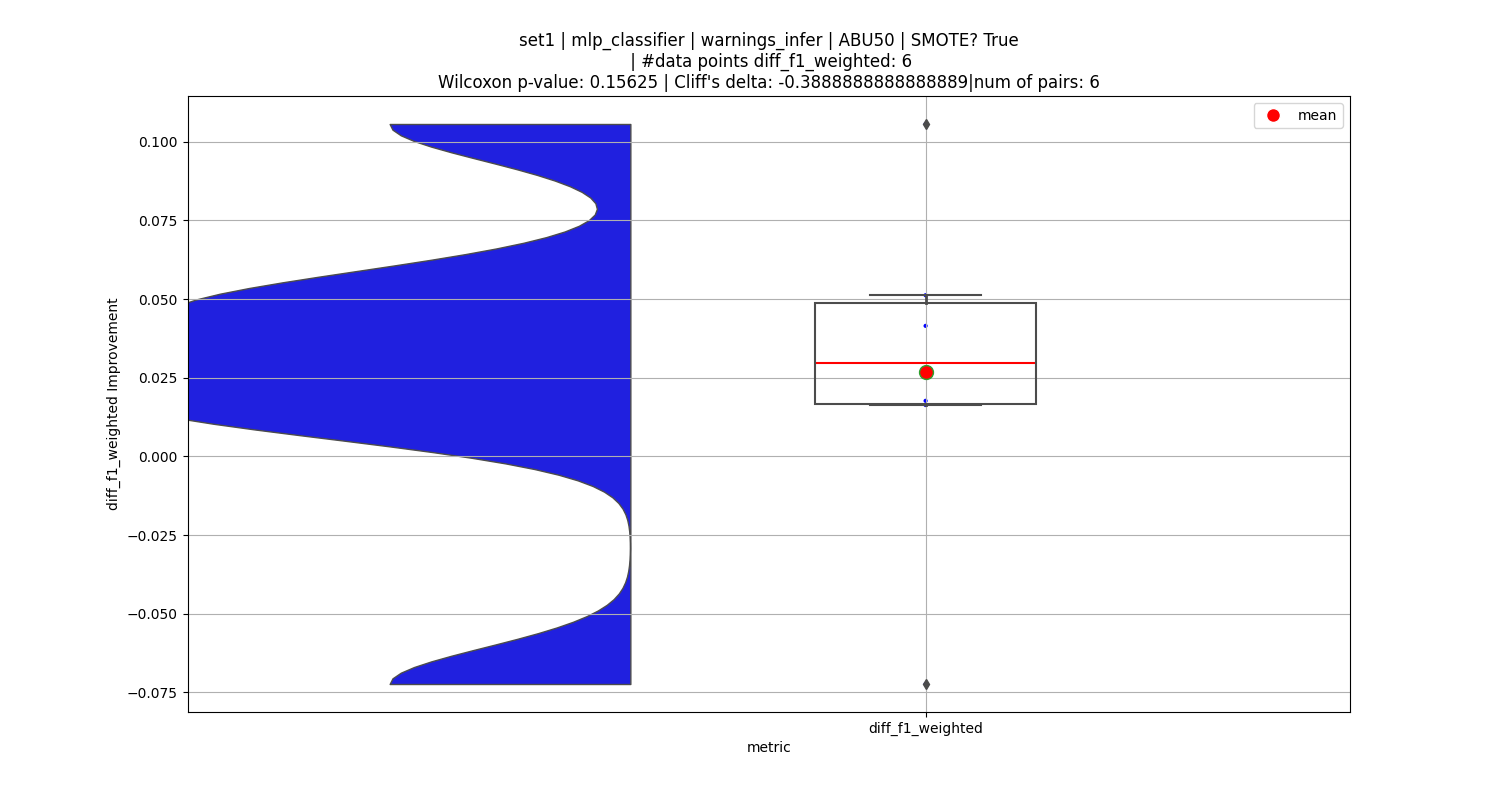 set1 | mlp_classifier | warnings_infer | ABU50 | SMOTE? True
| #data points diff_f1_weighted: 6
Wilcoxon p-value: 0.15625 | Cliff's delta: -0.3888888888888889|num of pairs: 6
mean
0.100
0.075
0.050
0.025
0.000
−0.025
−0.050
−0.075
diff_f1_weighted Improvement
diff_f1_weighted
metric